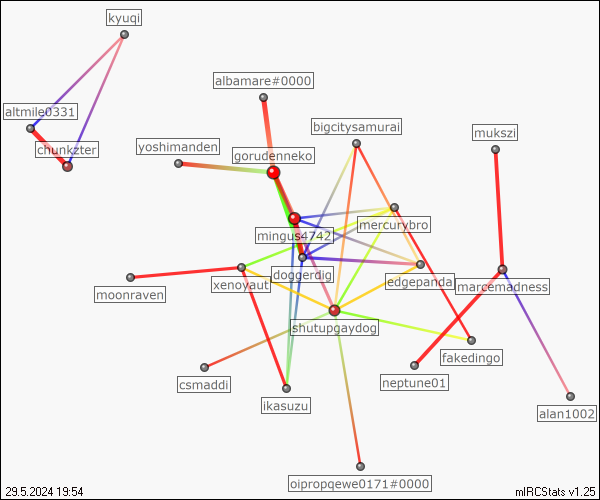 kyuqi
albamare#0000
altmile0331
bigcitysamurai
mukszi
chunkzter
yoshimanden
gorudenneko
mercurybro
mingus4742
doggerdig
edgepanda
xenoyaut
marcemadness
moonraven
shutupgaydog
fakedingo
csmaddi
neptune01
ikasuzu
alan1002
oipropqewe0171#0000
29.5.2024 19:54
mIRCStats v1.25